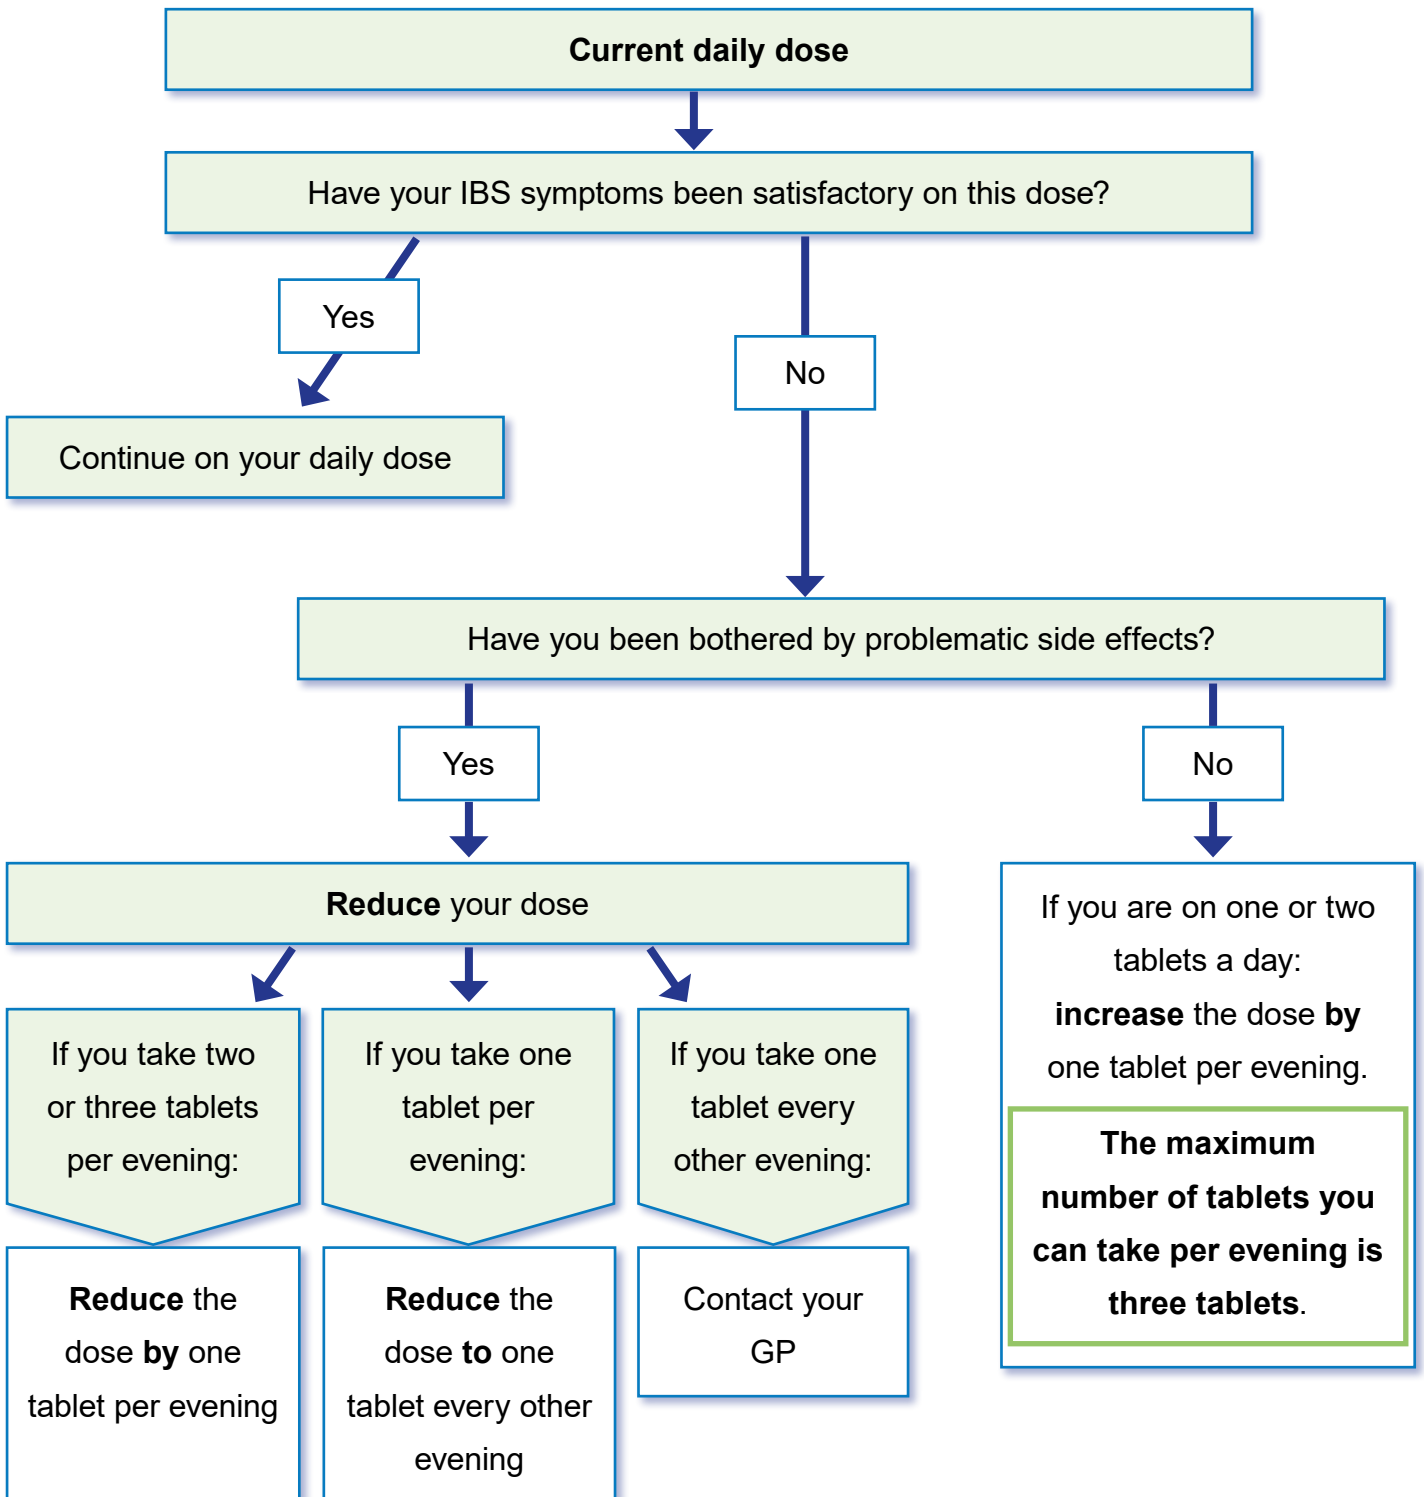 Current daily dose
Have your IBS symptoms been satisfactory on this dose?
Yes
No
Continue on your daily dose
Have you been bothered by problematic side effects?
Yes
No
Reduce your dose
If you take two
or three tablets
per evening:
Reduce the
dose by one
tablet per evening
If you take one
tablet per
evening:
Reduce the
dose to one
tablet every other
evening
If you take one
tablet every
other evening:
Contact your
GP
If you are on one or two
tablets a day:
increase the dose by
one tablet per evening.
The maximum
number of tablets you
can take per evening is
three tablets.